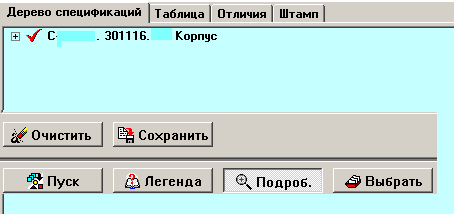 Дерево спецификаций Таблица Отличия Штамп
С- . 301116. Корпус
Очистить Сохранить
Пуск Легенда Подроб. Выбрать